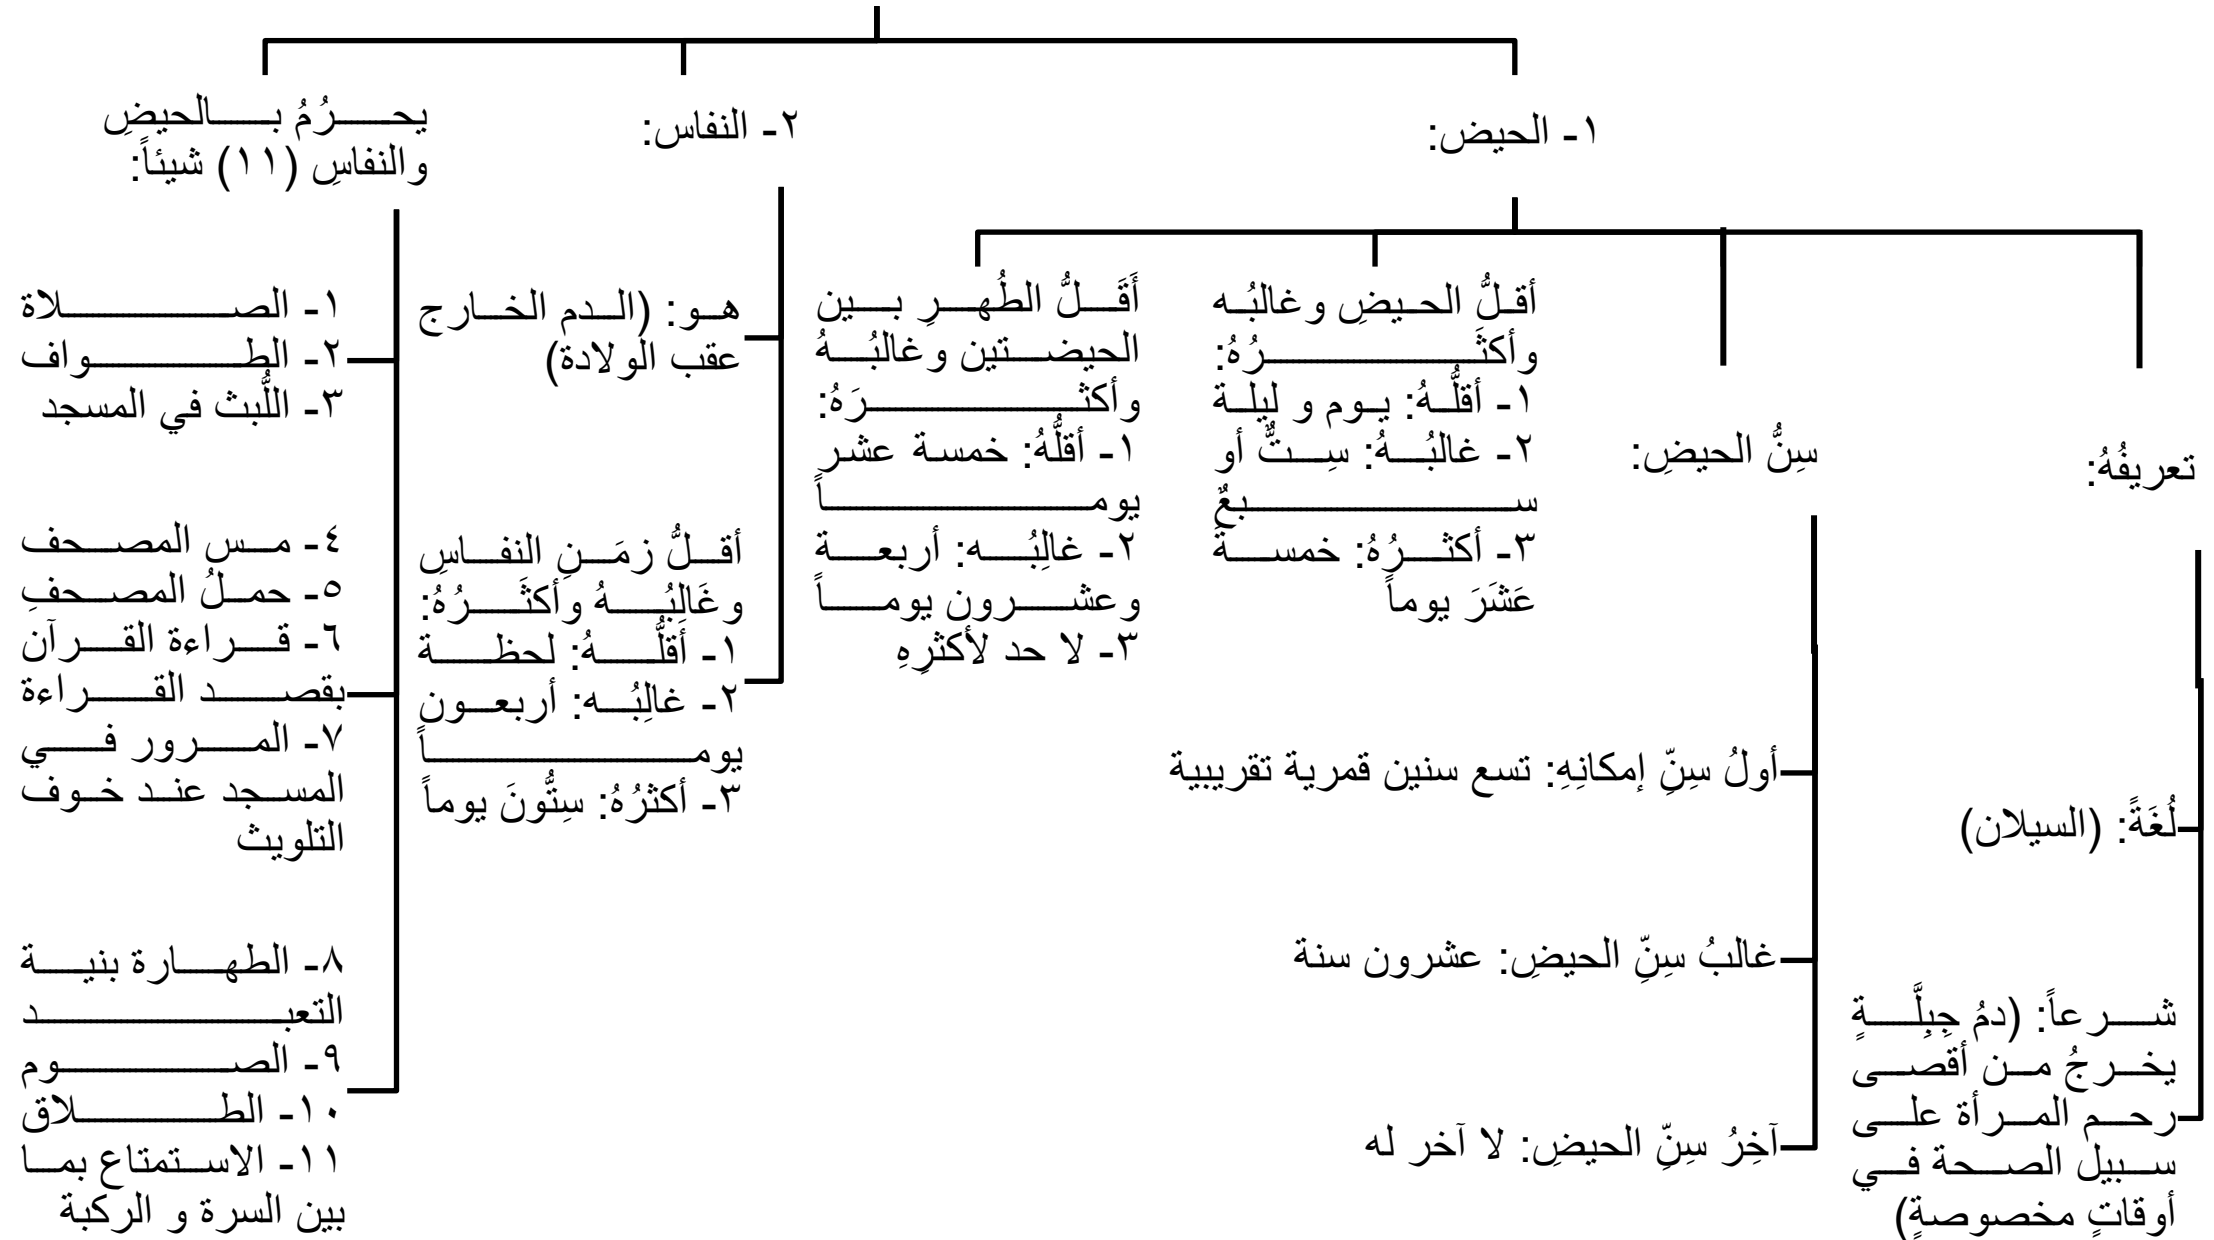 ١- الحيض:
تعريفُهُ:
لُغَةً: (السيلان)
شرعاً: (دمُ جِبِلَّةٍ
يخرجُ من أقصى
رحم المرأة على
سبيل الصحة في
أوقاتٍ مخصوصةٍ)
سِنُّ الحيضِ:
أولُ سِنِّ إمكانِهِ: تسع سنين قمرية تقريبية
غالبُ سِنِّ الحيضِ: عشرون سنة
آخِرُ سِنِّ الحيضِ: لا آخر له
أقلُّ الحيضِ وغالبُه
وأكثَرُهُ:
١- أقلُّهُ: يوم و ليلة
٢- غالبُهُ: سِتٌّ أو
سبعٌ
٣- أكثرُهُ: خمسةَ
عَشَرَ يوماً
أَقَلُّ الطُهرِ بين
الحيضتين وغالبُهُ
وأكثرَهُ:
١- أقلُّهُ: خمسة عشر
يوماً
٢- غالِبُه: أربعة
وعشرون يوماً
٣- لا حد لأكثرِهِ
٢- النفاس:
هو: (الدم الخارج
عقب الولادة)
أقلُّ زمَنِ النفاسِ
وغَالِبُهُ وأكثَرُهُ:
١- أَقلُّهُ: لحظة
٢- غالِبُه: أربعون
يوماً
٣- أكثرُهُ: سِتُّونَ يوماً
يحرُمُ بالحيضِ
والنفاسِ (١١) شيئاً:
١- الصلاة
٢- الطواف
٣- اللُّبث في المسجد
٤- مس المصحف
٥- حملُ المصحفِ
٦- قراءة القرآن
بقصد القراءة
٧- المرور في
المسجد عند خوف
التلويث
٨- الطهارة بنية
التعبد
٩- الصوم
١٠- الطلاق
١١- الاستمتاع بما
بين السرة و الركبة